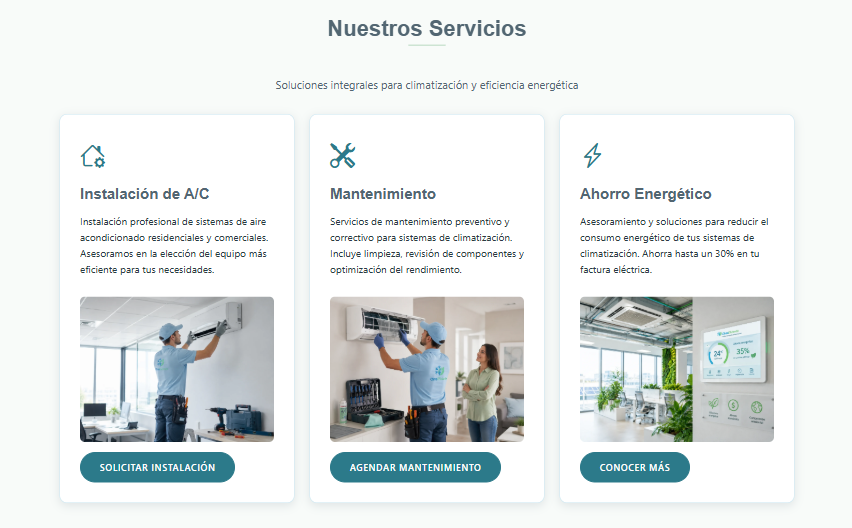 Nuestros Servicios
Soluciones integrales para climatización y eficiencia energética
Instalación de A/C
Instalación profesional de sistemas de aire
acondicionado residenciales y comerciales.
Asesoramos en la elección del equipo más
eficiente para tus necesidades.
SOLICITAR INSTALACIÓN
Mantenimiento
Servicios de mantenimiento preventivo y
correctivo para sistemas de climatización.
Incluye limpieza, revisión de componentes y
optimización del rendimiento.
AGENDAR MANTENIMIENTO
Ahorro Energético
Asesoramiento y soluciones para reducir el
consumo energético de tus sistemas de
climatización. Ahorra hasta un 30% en tu
factura eléctrica.
24°
35%
CONOCER MÁS